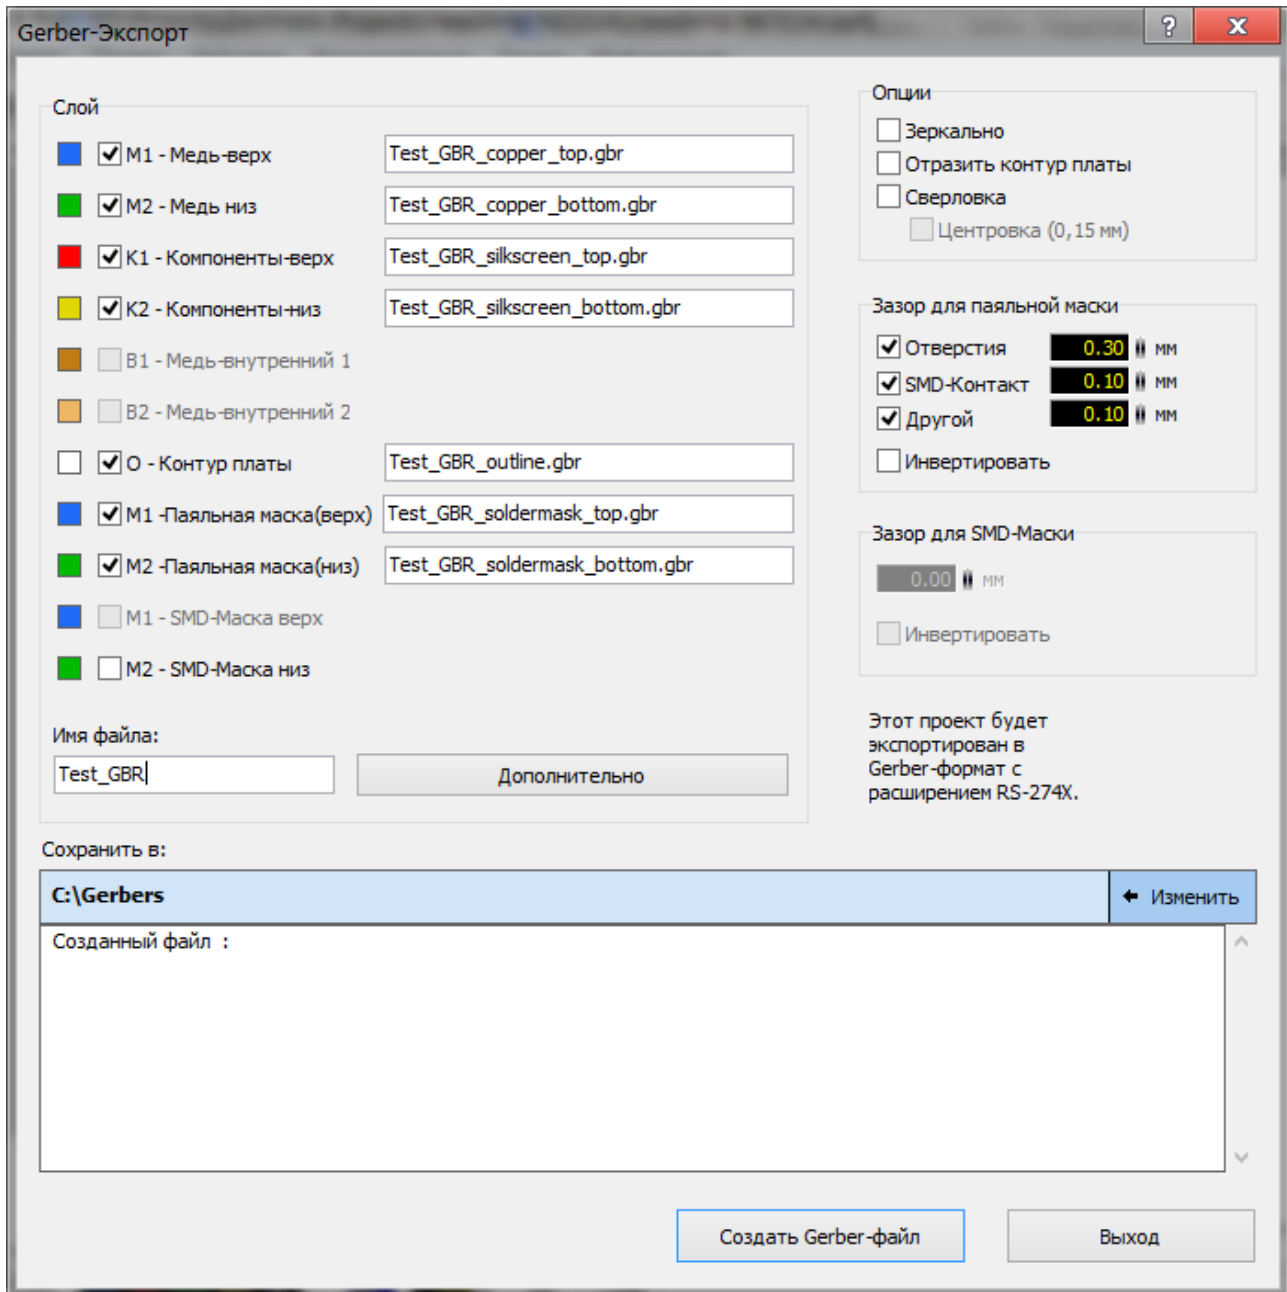 Gerber-Экспорт
?
x
Слой
M1 - Медь-верх
Test_GBR_copper_top.gbr
M2 - Медь низ
Test_GBR_copper_bottom.gbr
K1 - Компоненты-верх
Test_GBR_silkscreen_top.gbr
K2 - Компоненты-низ
Test_GBR_silkscreen_bottom.gbr
B1 - Медь-внутренний 1
B2 - Медь-внутренний 2
O - Контур платы
Test_GBR_outline.gbr
M1 -Паяльная маска(верх)
Test_GBR_soldermask_top.gbr
M2 -Паяльная маска(низ)
Test_GBR_soldermask_bottom.gbr
M1 - SMD-Маска верх
M2 - SMD-Маска низ
Имя файла:
Test_GBR
Дополнительно
Опции
Зеркально
Отразить контур платы
Сверловка
Центровка (0,15 мм)
Зазор для паяльной маски
Отверстия 0.30 мм
SMD-Контакт 0.10 мм
Другой 0.10 мм
Инвертировать
Зазор для SMD-Маски
0.00 мм
Инвертировать
Этот проект будет
экспортирован в
Gerber-формат с
расширением RS-274X.
Сохранить в:
C:\Gerbers
Изменить
Созданный файл :
Создать Gerber-файл
Выход